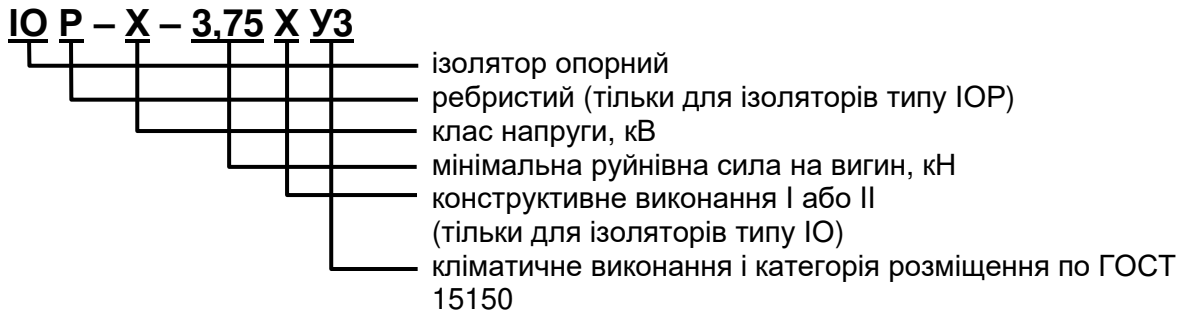 ІО Р – Х – 3,75 Х У3
ізолятор опорний
ребристий (тільки для ізоляторів типу ІОР)
клас напруги, кВ
мінімальна руйнівна сила на вигин, кН
конструктивне виконання I або II
(тільки для ізоляторів типу ІО)
кліматичне виконання і категорія розміщення по ГОСТ
15150